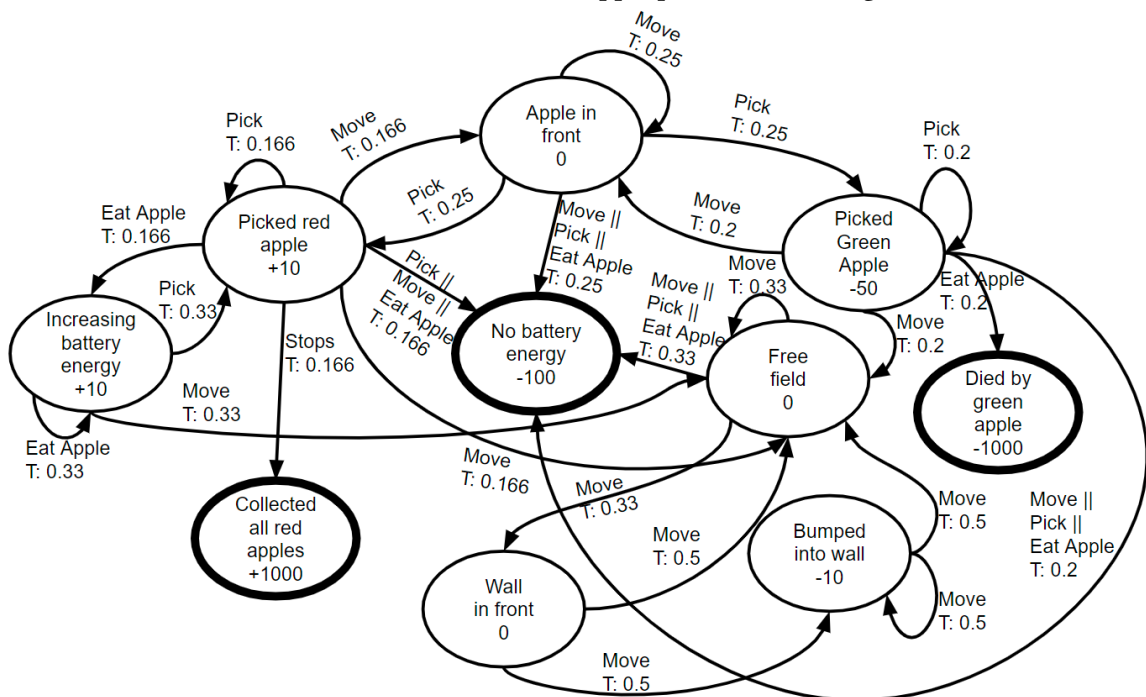 Move
T: 0.25
Apple in
front
0
Pick
T: 0.25
Pick
T: 0.2
Pick
T: 0.166
Move
T: 0.166
Pick
T: 0.25
Move
T: 0.2
Picked red
apple
+10
Picked
Green
Apple
-50
Eat Apple
T: 0.166
Pick
T: 0.33
Move ||
Pick ||
Eat Apple
T: 0.25
Pick ||
Move ||
Eat Apple
T: 0.166
Move ||
Pick ||
Eat Apple
T: 0.33
Move
T: 0.33
Eat Apple
T: 0.2
Move
T: 0.2
Increasing
battery
energy
+10
Stops
T: 0.166
No battery
energy
-100
Free
field
0
Died by
green
apple
-1000
Move
T: 0.33
Eat Apple
T: 0.33
Move
T: 0.166
Move
T: 0.33
Collected
all red
apples
+1000
Move
T: 0.5
Bumped
into wall
-10
Move
T: 0.5
Move ||
Pick ||
Eat Apple
T: 0.2
Wall
in front
0
Move
T: 0.5
Move
T: 0.5